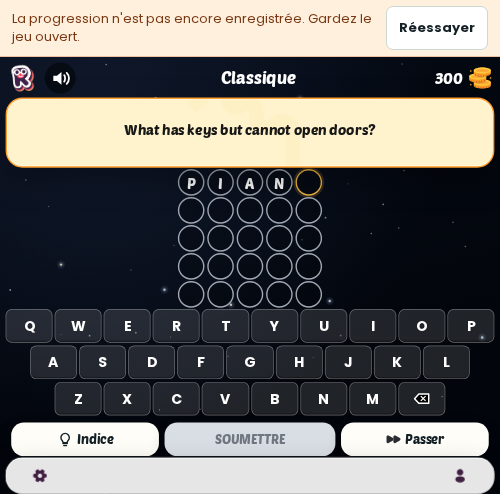 La progression n'est pas encore enregistrée. Gardez le
jeu ouvert.
Réessayer
Classique
300
What has keys but cannot open doors?
P I A N
Q W E R T Y U I O P
A S D F G H J K L
Z X C V B N M
Indice
SOUMETTRE
Passer